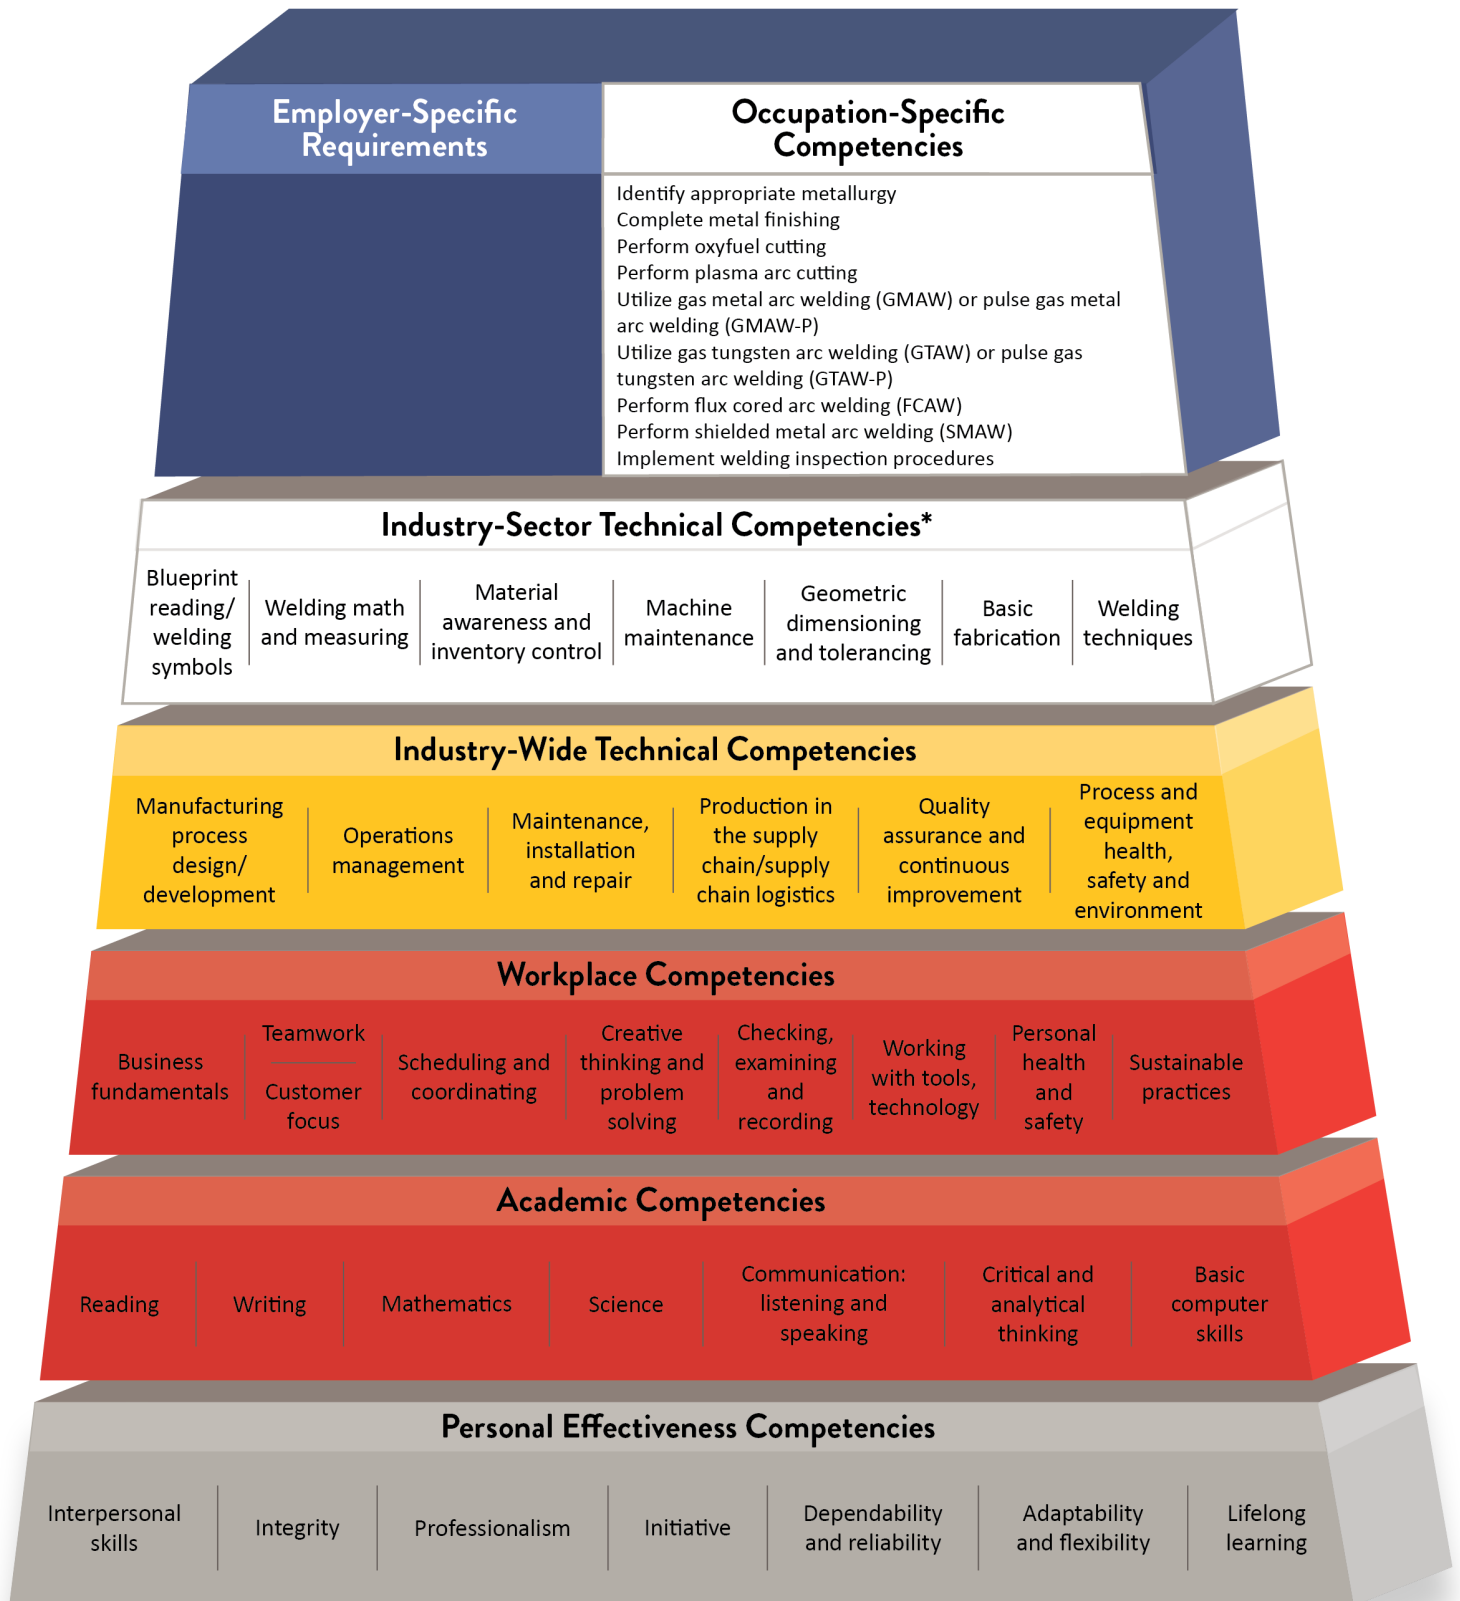 Employer-Specific
Requirements
Occupation-Specific
Competencies
Identify appropriate metallurgy
Complete metal finishing
Perform oxyfuel cutting
Perform plasma arc cutting
Utilize gas metal arc welding (GMAW) or pulse gas metal
arc welding (GMAW-P)
Utilize gas tungsten arc welding (GTAW) or pulse gas
tungsten arc welding (GTAW-P)
Perform flux cored arc welding (FCAW)
Perform shielded metal arc welding (SMAW)
Implement welding inspection procedures
Industry-Sector Technical Competencies*
Blueprint
reading/
welding
symbols
Welding math
and measuring
Material
awareness and
inventory control
Machine
maintenance
Geometric
dimensioning
and tolerancing
Basic
fabrication
Welding
techniques
Industry-Wide Technical Competencies
Manufacturing
process
design/
development
Operations
management
Maintenance,
installation
and repair
Production in
the supply
chain/supply
chain logistics
Quality
assurance and
continuous
improvement
Process and
equipment
health,
safety and
environment
Workplace Competencies
Business
fundamentals
Teamwork
Customer
focus
Scheduling and
coordinating
Creative
thinking and
problem
solving
Checking,
examining
and
recording
Working
with tools,
technology
Personal
health
and
safety
Sustainable
practices
Academic Competencies
Reading
Writing
Mathematics
Science
Communication:
listening and
speaking
Critical and
analytical
thinking
Basic
computer
skills
Personal Effectiveness Competencies
Interpersonal
skills
Integrity
Professionalism
Initiative
Dependability
and reliability
Adaptability
and flexibility
Lifelong
learning